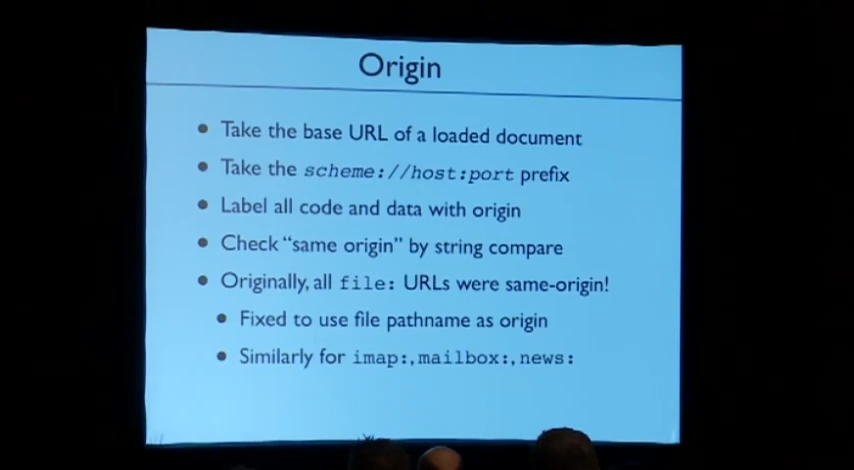 Origin
• Take the base URL of a loaded document
• Take the scheme://host:port prefix
• Label all code and data with origin
• Check “same origin” by string compare
• Originally, all file: URLs were same-origin!
• Fixed to use file pathname as origin
• Similarly for imap:, mailbox:, news: